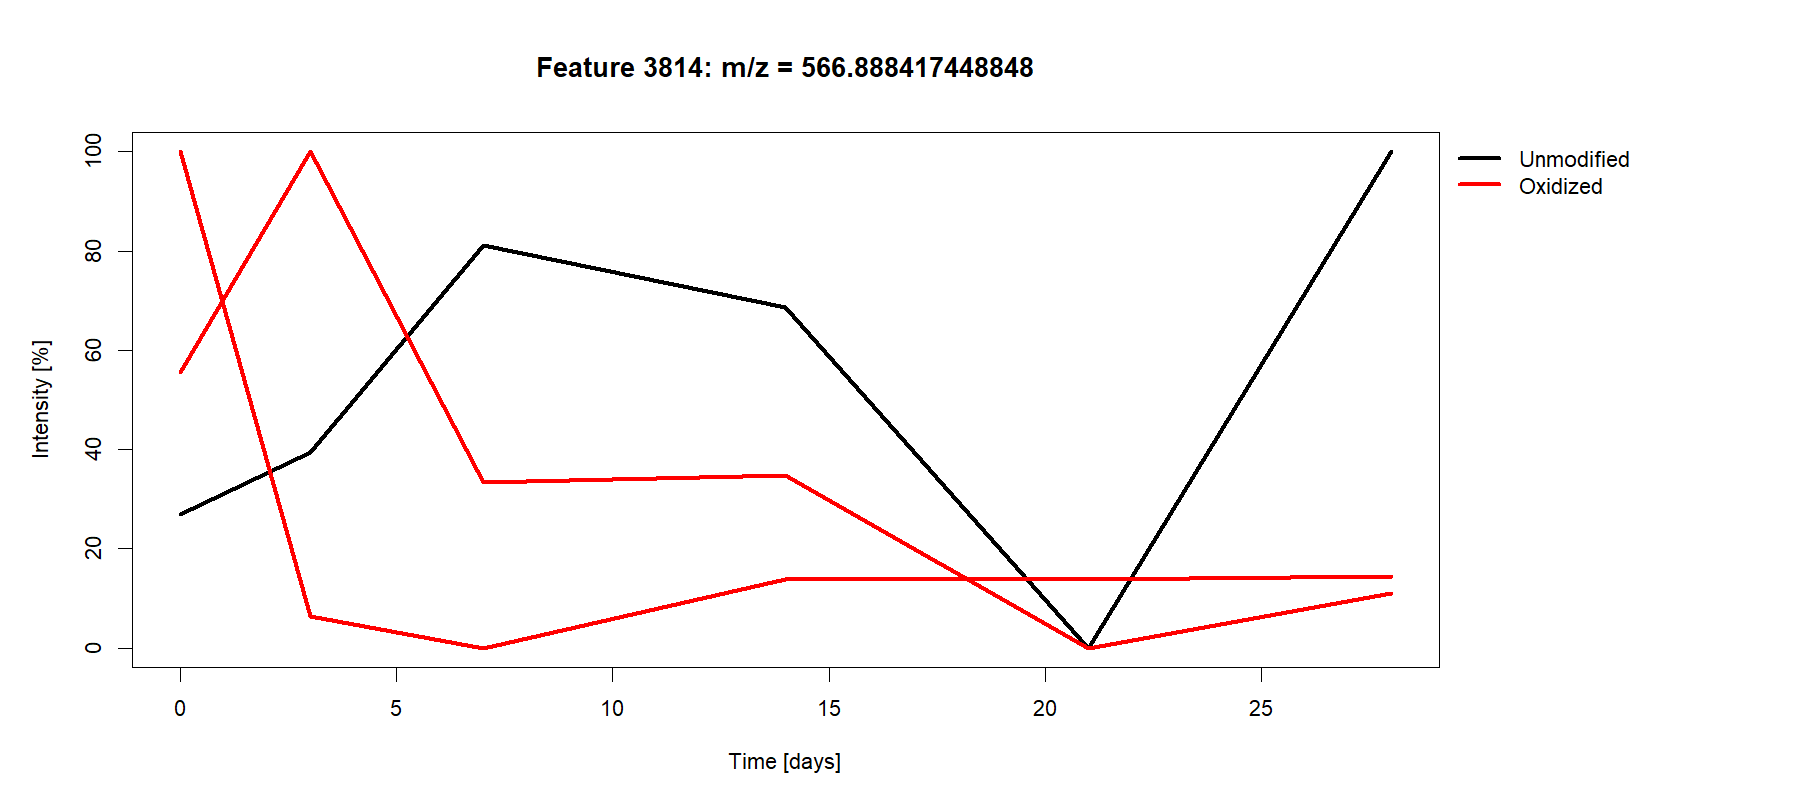 Feature 3814: m/z = 566.888417448848
Unmodified
Oxidized
Intensity [%]
100
80
60
40
20
0
0 5 10 15 20 25
Time [days]